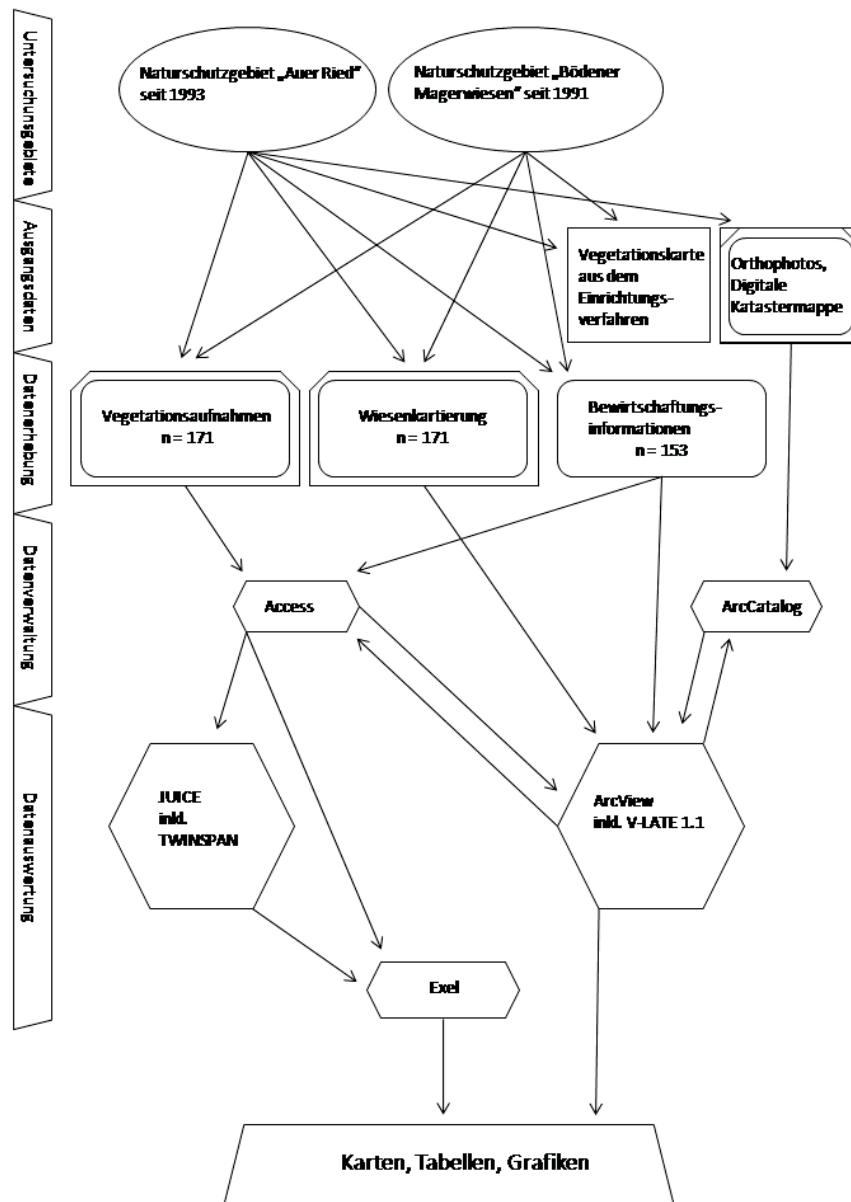 Untersuchungsgebiete
Naturschutzgebiet „Auer Ried“
seit 1993
Naturschutzgebiet „Bödener
Magerwiesen“ seit 1991
Ausgangsdaten
Vegetationskarte
aus dem
Einrichtungs-
verfahren
Orthophotos,
Digitale
Katastermappe
Datenerhebung
Vegetationsaufnahmen
n = 171
Wiesenkartierung
n = 171
Bewirtschaftungs-
informationen
n = 153
Datenverwaltung
Access
ArcCatalog
Datenauswertung
JUICE
inkl.
TWINSPAN
ArcView
inkl. V-LATE 1.1
Exel
Karten, Tabellen, Grafiken